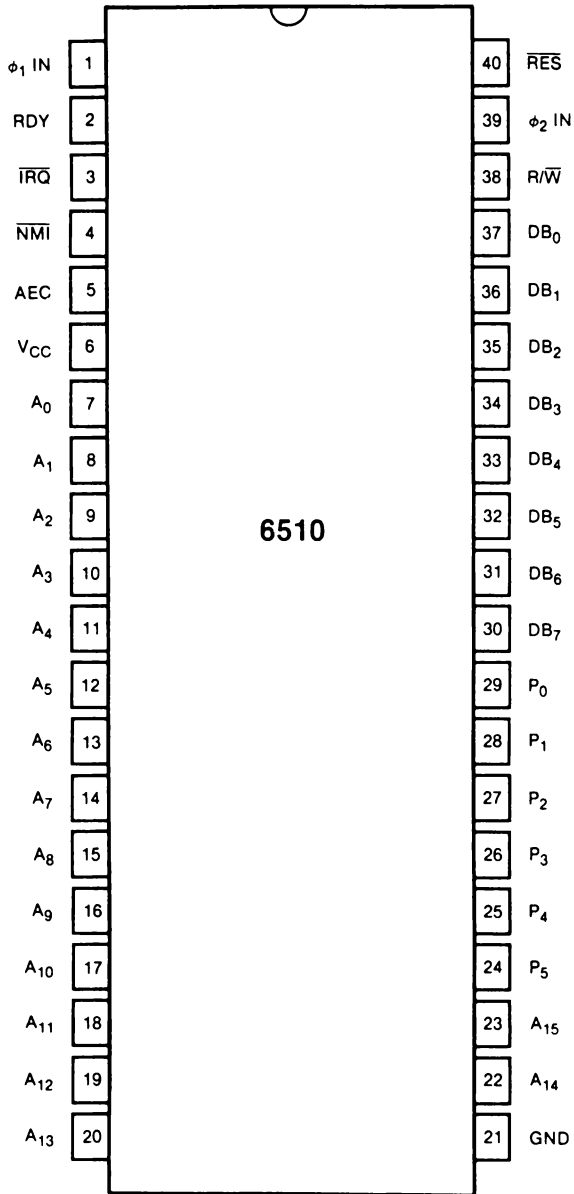 ϕ₁ IN 1 40 R̅E̅S̅
RDY 2 39 ϕ₂ IN
I̅R̅Q̅ 3 38 R/W̅
N̅M̅I̅ 4 37 DB₀
AEC 5 36 DB₁
V_CC 6 35 DB₂
A₀ 7 34 DB₃
A₁ 8 33 DB₄
A₂ 9 32 DB₅
6510
A₃ 10 31 DB₆
A₄ 11 30 DB₇
A₅ 12 29 P₀
A₆ 13 28 P₁
A₇ 14 27 P₂
A₈ 15 26 P₃
A₉ 16 25 P₄
A₁₀ 17 24 P₅
A₁₁ 18 23 A₁₅
A₁₂ 19 22 A₁₄
A₁₃ 20 21 GND